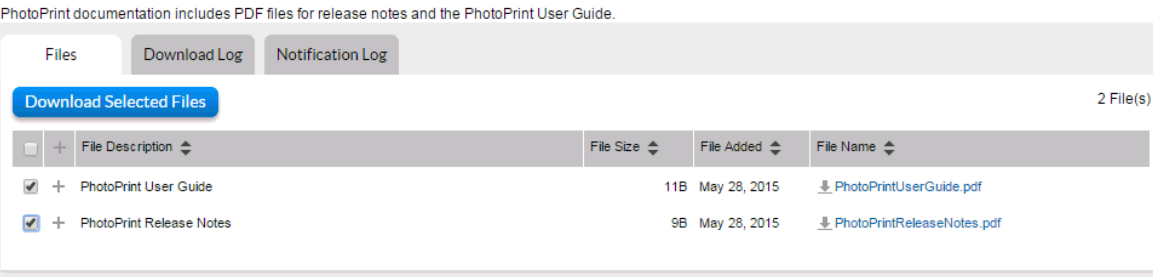 PhotoPrint documentation includes PDF files for release notes and the PhotoPrint User Guide.
Files Download Log Notification Log
Download Selected Files 2 File(s)
File Description File Size File Added File Name
PhotoPrint User Guide 11B May 28, 2015 PhotoPrintUserGuide.pdf
PhotoPrint Release Notes 9B May 28, 2015 PhotoPrintReleaseNotes.pdf